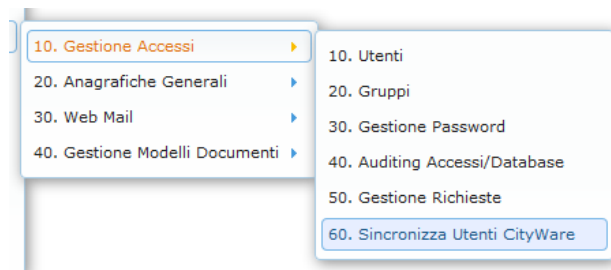 10. Gestione Accessi
20. Anagrafiche Generali
30. Web Mail
40. Gestione Modelli Documenti
10. Utenti
20. Gruppi
30. Gestione Password
40. Auditing Accessi/Database
50. Gestione Richieste
60. Sincronizza Utenti CityWare